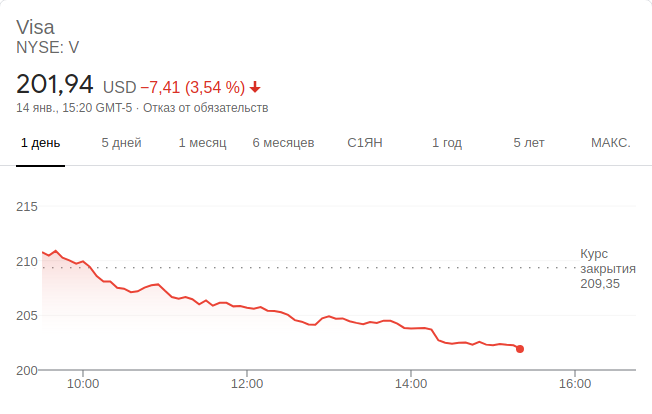 Visa
NYSE: V
201,94 USD −7,41 (3,54 %)
14 янв., 15:20 GMT-5 · Отказ от обязательств
1 день 5 дней 1 месяц 6 месяцев С1ЯН 1 год 5 лет МАКС.
215
210
205
200
Курс
закрытия
209,35
10:00 12:00 14:00 16:00